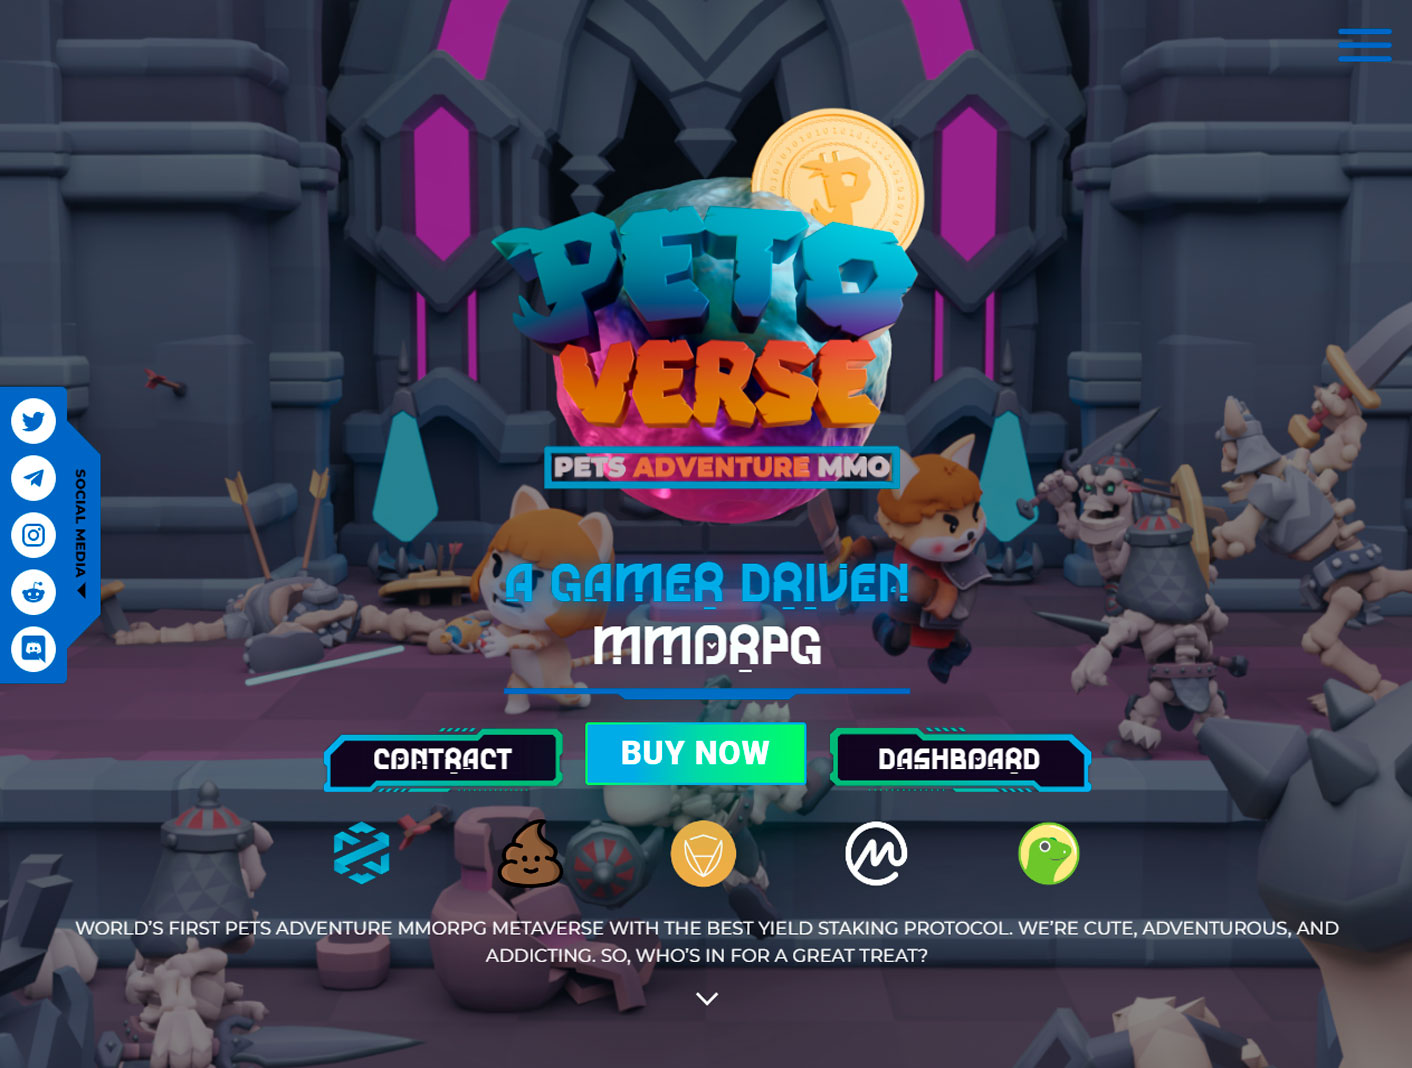 PETO
VERSE
PETS ADVENTURE MMO
SOCIAL MEDIA
A GAMER DRIVEN
MMORPG
CONTRACT
BUY NOW
DASHBOARD
WORLD’S FIRST PETS ADVENTURE MMORPG METAVERSE WITH THE BEST YIELD STAKING PROTOCOL. WE’RE CUTE, ADVENTUROUS, AND
ADDICTING. SO, WHO’S IN FOR A GREAT TREAT?